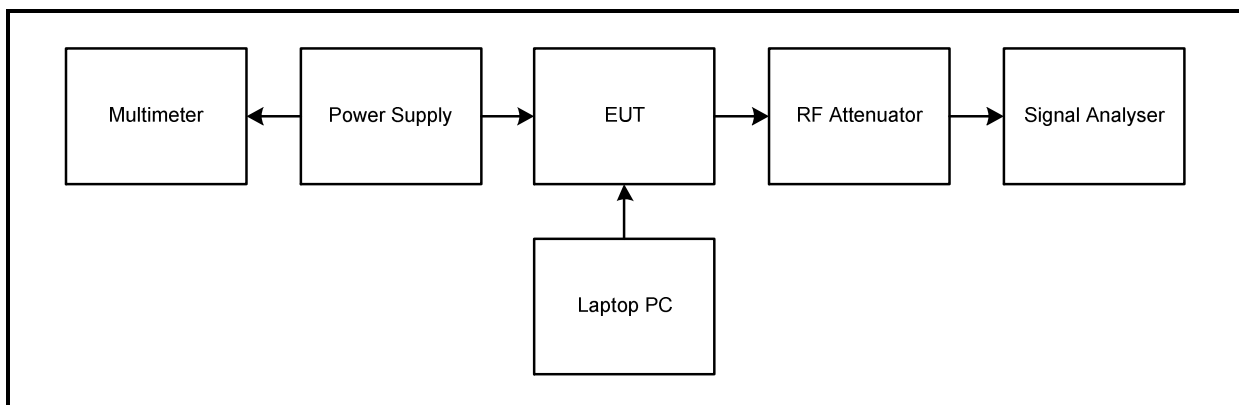 Multimeter
Power Supply
EUT
RF Attenuator
Signal Analyser
Laptop PC